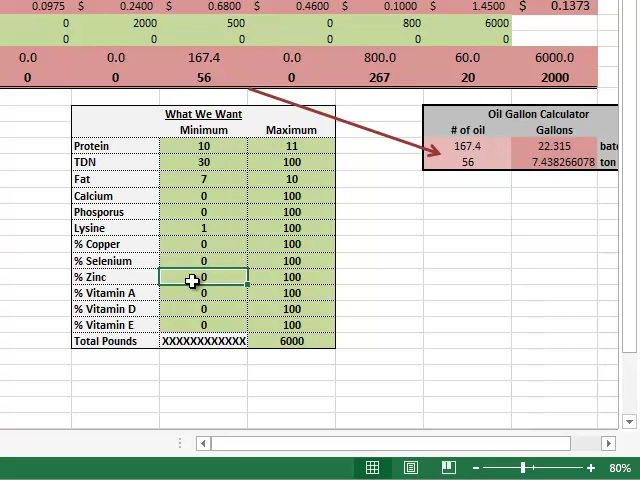 0.0975 $ 0.2400 $ 0.6800 $ 0.4600 $ 0.1000 $ 1.4500 $ 0.1373
0 2000 500 0 800 6000
0 0 0 0 0 0
0.0 0.0 167.4 0.0 800.0 60.0 6000.0
0 0 56 0 267 20 2000
What We Want
Minimum Maximum
Protein 10 11
TDN 30 100
Fat 7 10
Calcium 0 100
Phosporus 0 100
Lysine 1 100
% Copper 0 100
% Selenium 0 100
% Zinc 0 100
% Vitamin A 0 100
% Vitamin D 0 100
% Vitamin E 0 100
Total Pounds XXXXXXXXXXXX 6000
Oil Gallon Calculator
# of oil Gallons
167.4 22.315
56 7.438266078 ton
80%